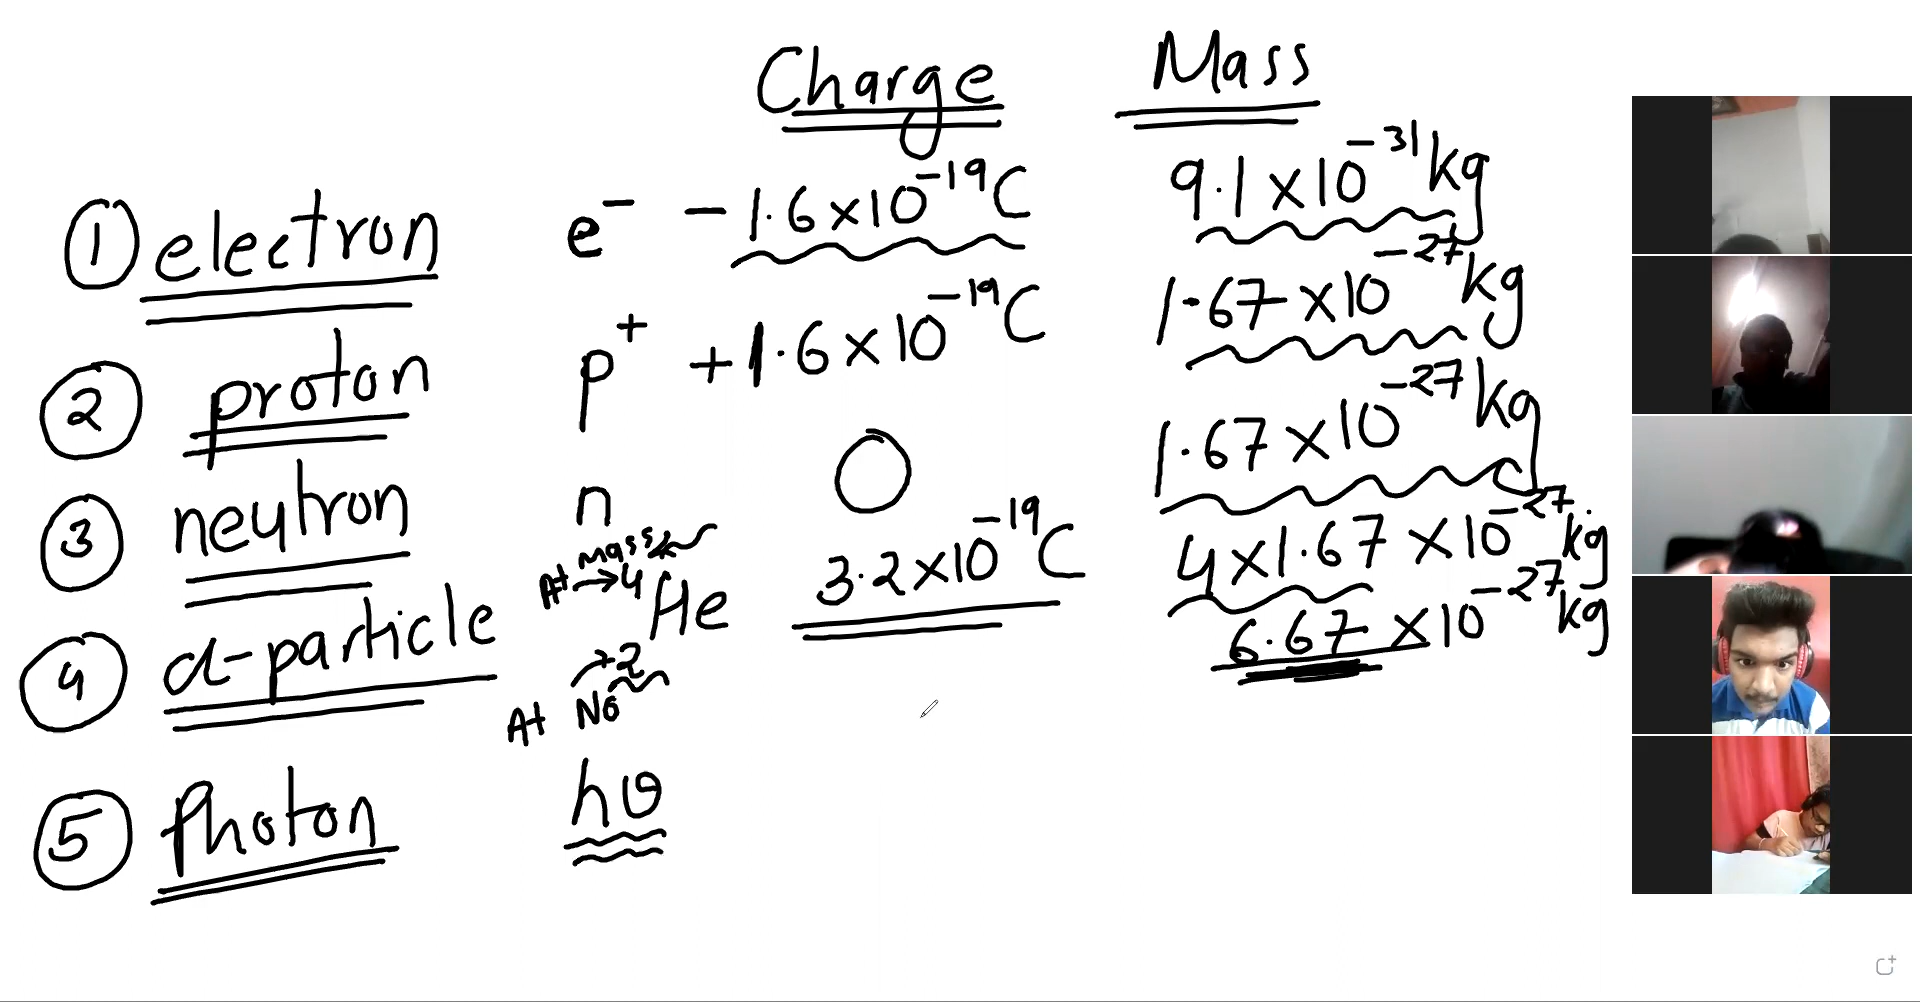 Charge Mass
① electron e⁻ -1.6×10⁻¹⁹C 9.1×10⁻³¹kg
② proton p⁺ +1.6×10⁻¹⁹C 1.67×10⁻²⁷kg
③ neutron n 0 1.67×10⁻²⁷kg
At mass → 4
④ α-particle He 3.2×10⁻¹⁹C 4×1.67×10⁻²⁷kg
6.67×10⁻²⁷kg
→2
At No
⑤ Photon hν